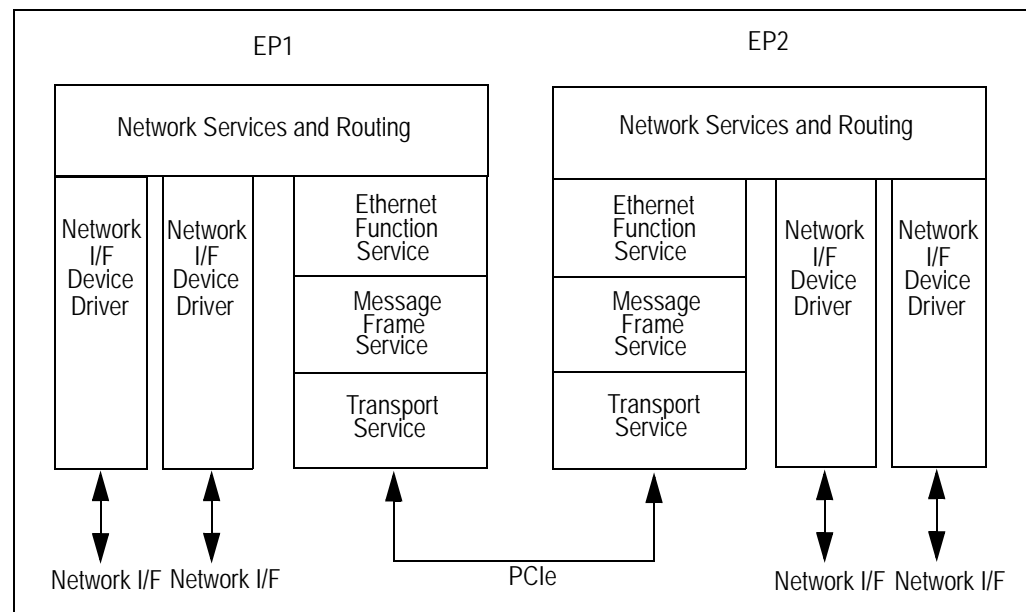 EP1
EP2
Network Services and Routing
Network Services and Routing
Network
I/F
Device
Driver
Network
I/F
Device
Driver
Ethernet
Function
Service
Message
Frame
Service
Transport
Service
Ethernet
Function
Service
Message
Frame
Service
Transport
Service
Network
I/F
Device
Driver
Network
I/F
Device
Driver
Network I/F
Network I/F
PCIe
Network I/F
Network I/F